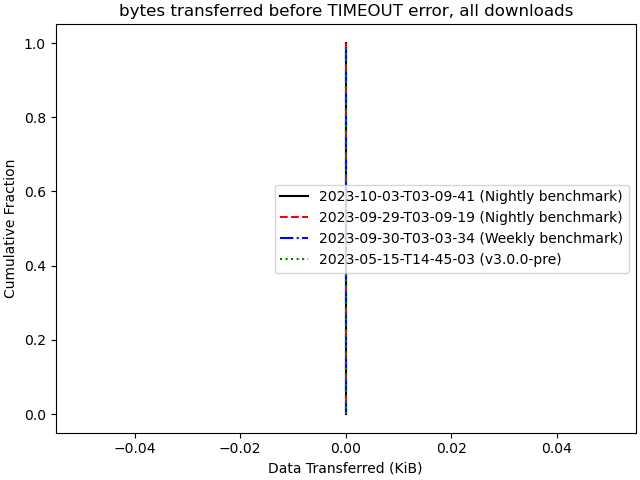 bytes transferred before TIMEOUT error, all downloads
Cumulative Fraction
1.0
0.8
0.6
0.4
0.2
0.0
2023-10-03-T03-09-41 (Nightly benchmark)
2023-09-29-T03-09-19 (Nightly benchmark)
2023-09-30-T03-03-34 (Weekly benchmark)
2023-05-15-T14-45-03 (v3.0.0-pre)
−0.04 −0.02 0.00 0.02 0.04
Data Transferred (KiB)